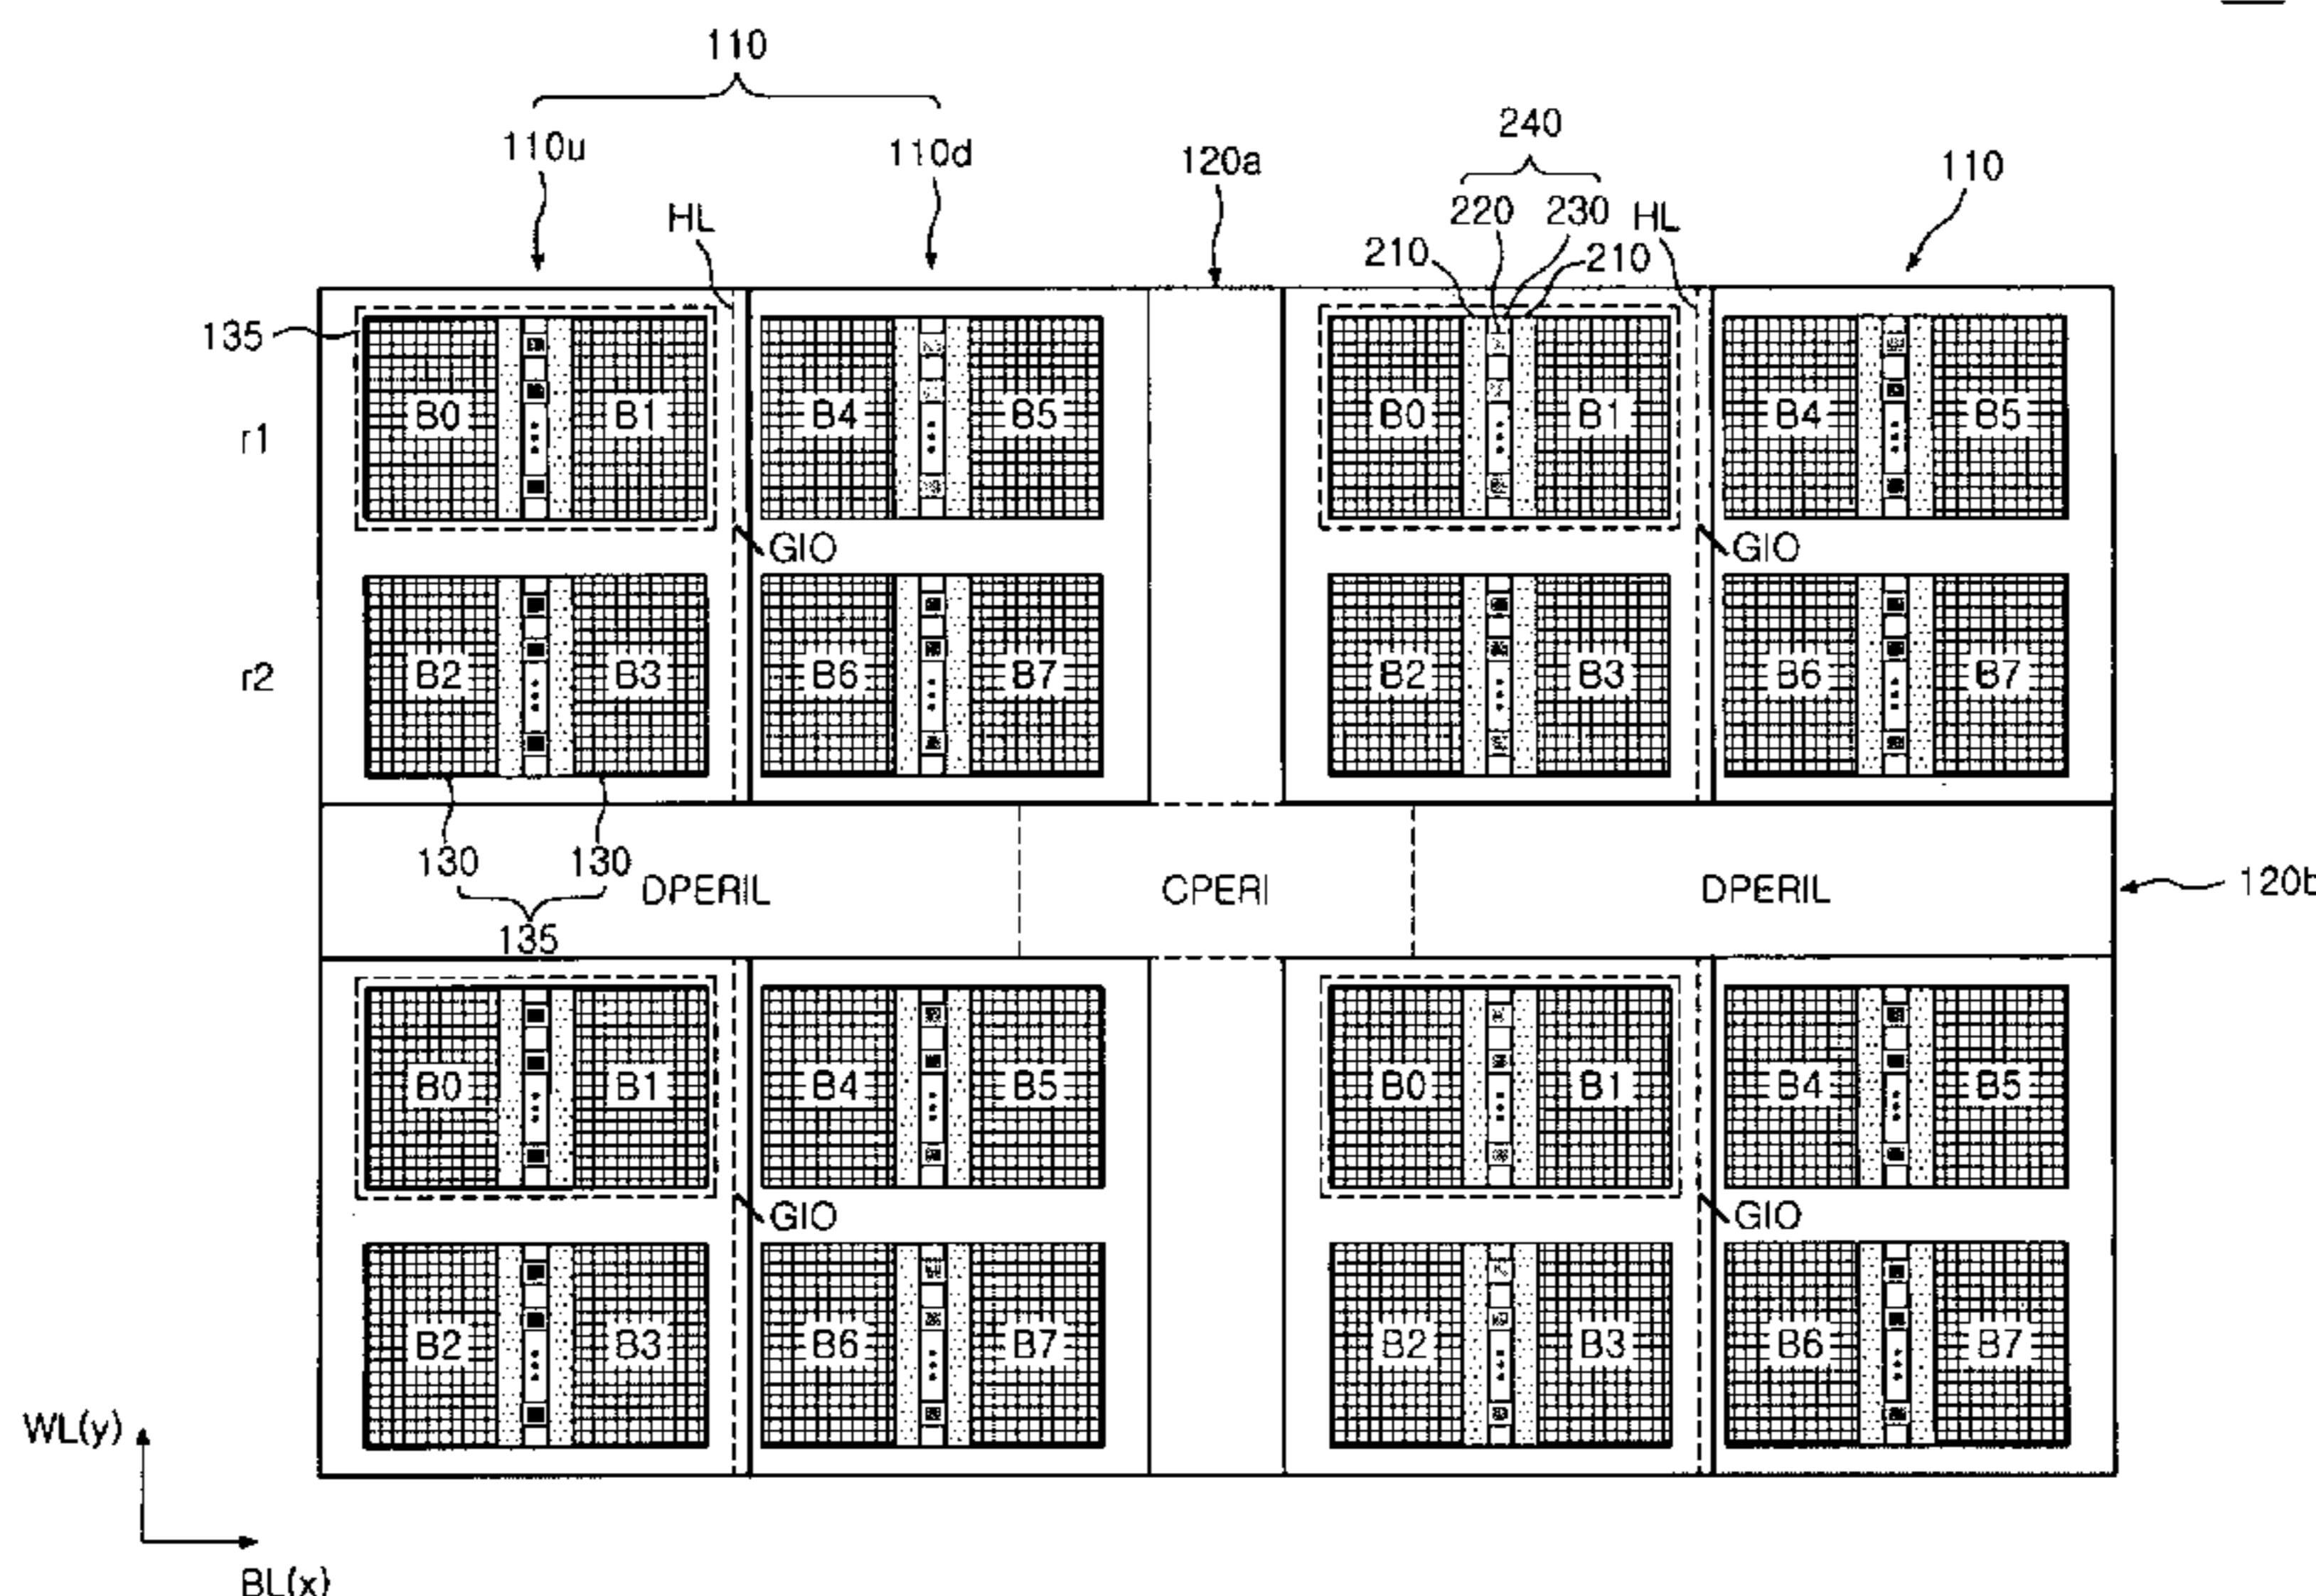 110
110u 110d 120a 240 110
HL 220 230 HL
210 210
135
B0 B1 B4 B5 B0 B1 B4 B5
r1
GIO GIO
r2 B2 B3 B6 B7 B2 B3 B6 B7
130 130
DPERIL CPERI DPERIL 120b
135
B0 B1 B4 B5 B0 B1 B4 B5
GIO GIO
B2 B3 B6 B7 B2 B3 B6 B7
WL(y)
BL(x)